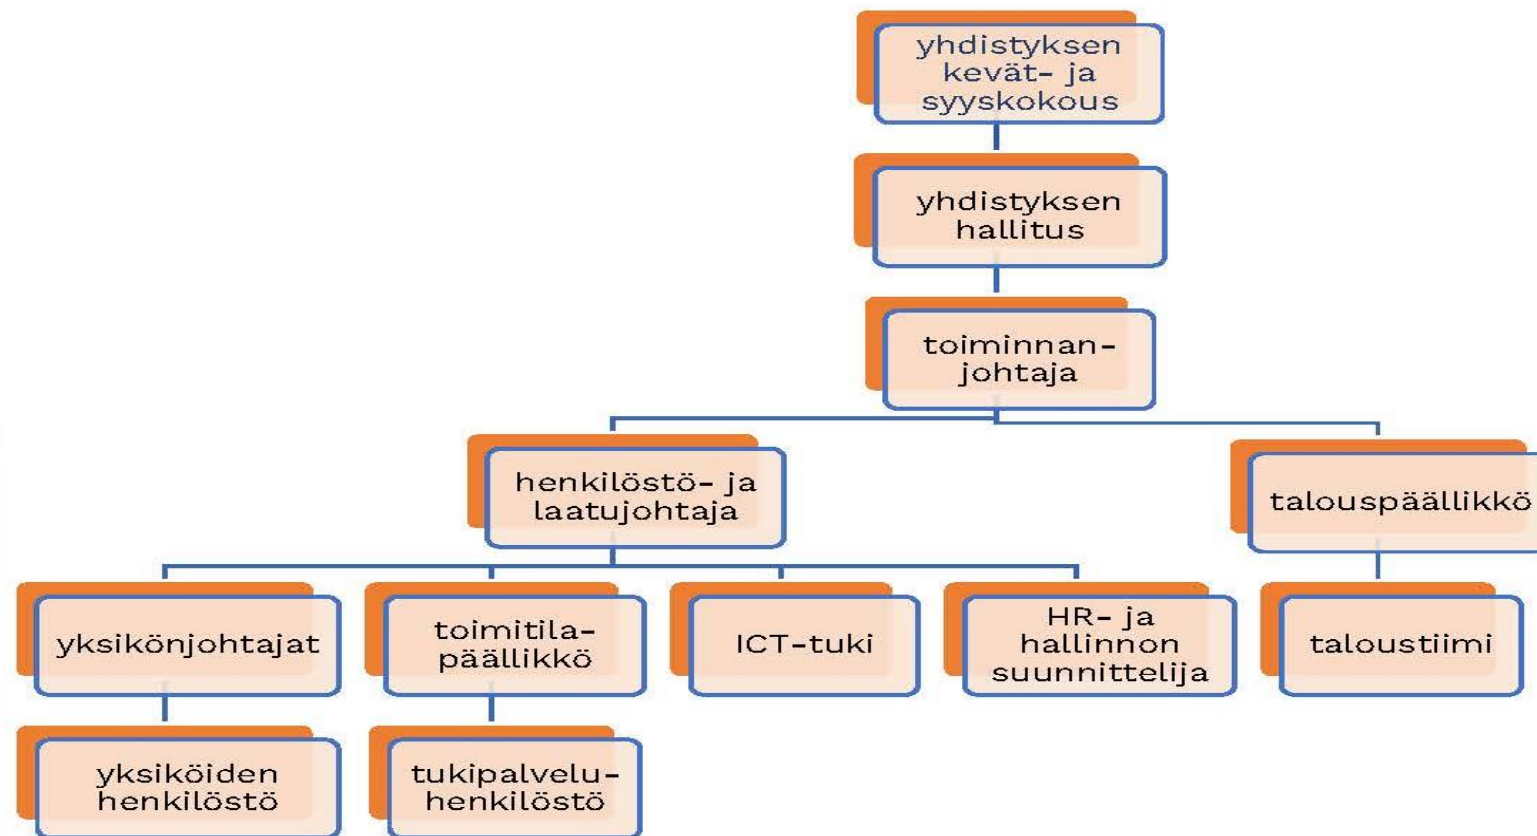 yhdistyksen
kevät- ja
syyskokous
yhdistyksen
hallitus
toiminnan-
johtaja
henkilöstö- ja
laatujohtaja
talouspäällikkö
yksikönjohtajat
toimitila-
päällikkö
ICT-tuki
HR- ja
hallinnon
suunnittelija
taloustiimi
yksiköiden
henkilöstö
tukipalvelu-
henkilöstö